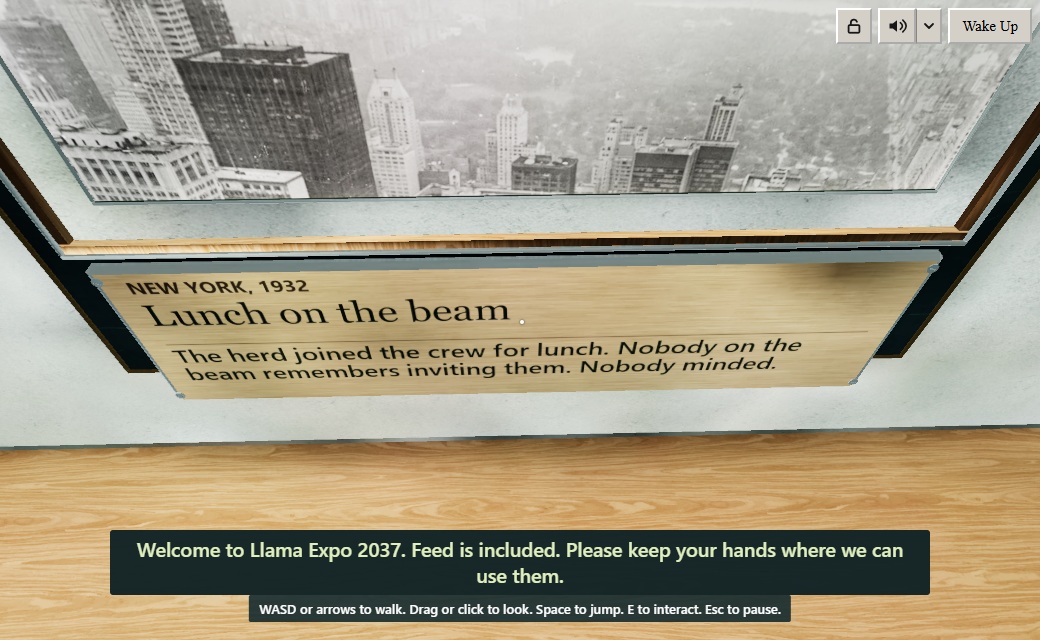 Wake Up
NEW YORK, 1932
Lunch on the beam
The herd joined the crew for lunch. Nobody on the
beam remembers inviting them. Nobody minded.
Welcome to Llama Expo 2037. Feed is included. Please keep your hands where we can
use them.
WASD or arrows to walk. Drag or click to look. Space to jump. E to interact. Esc to pause.